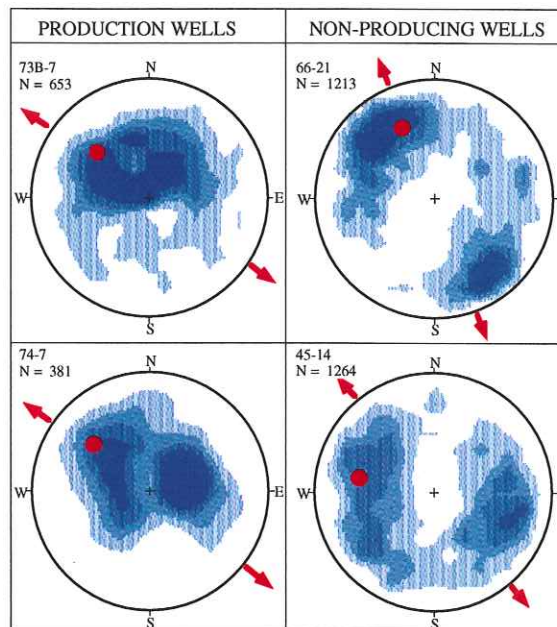 PRODUCTION WELLS
NON-PRODUCING WELLS
73B-7
N = 653
N
W
E
S
66-21
N = 1213
N
W
E
S
74-7
N = 381
N
W
E
S
45-14
N = 1264
N
W
E
S